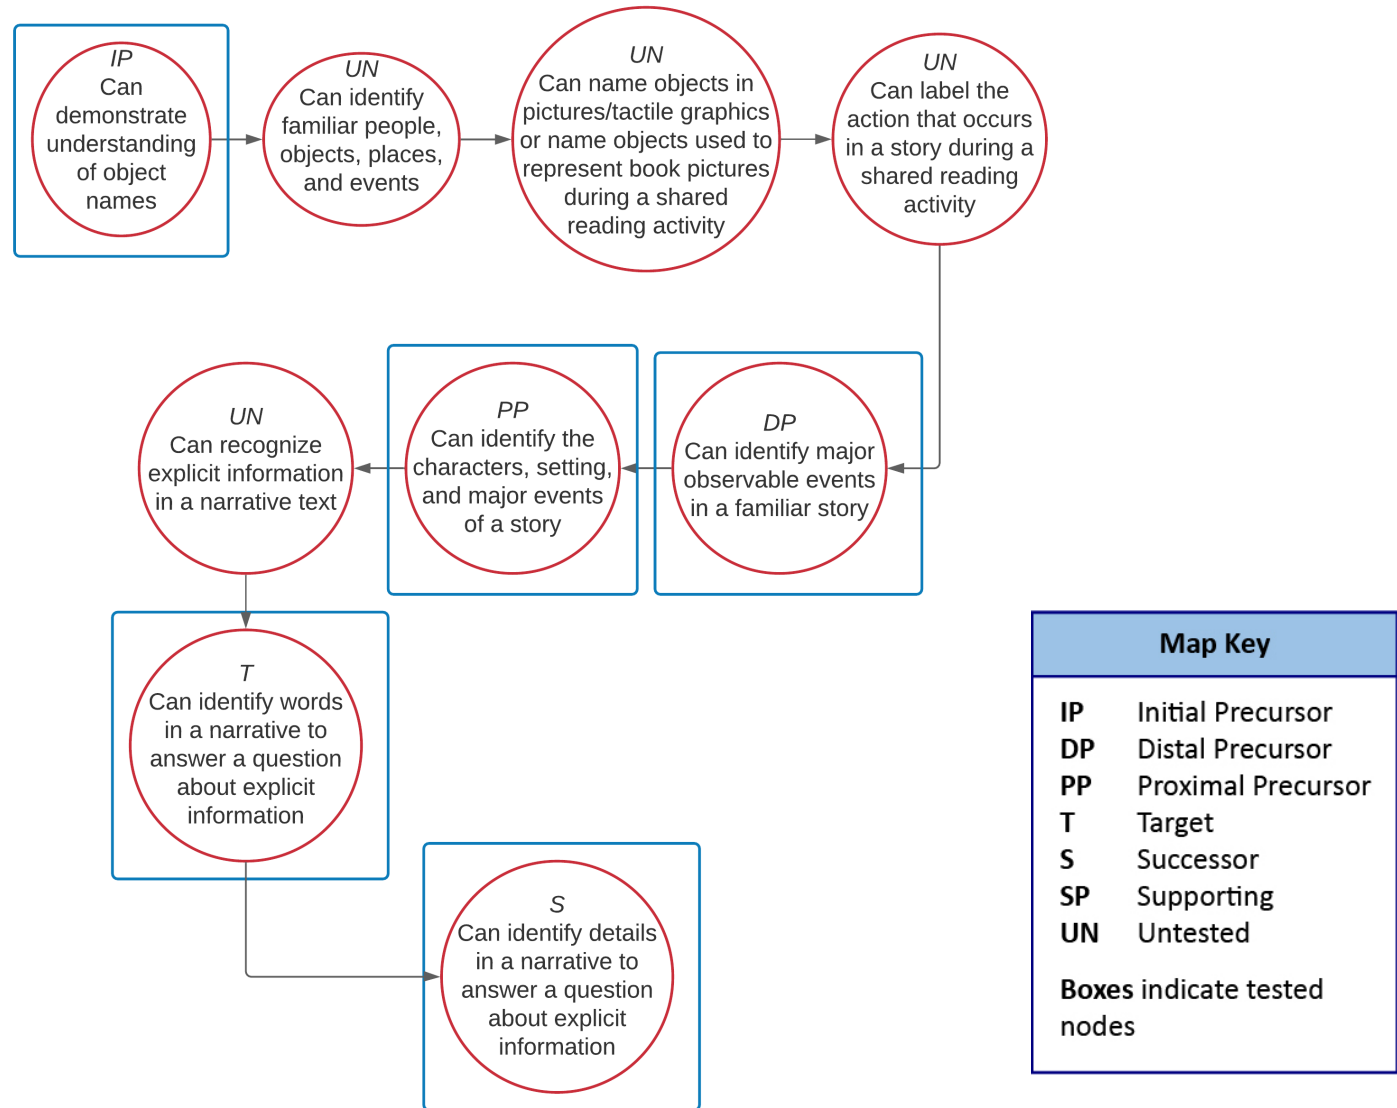 IP
Can
demonstrate
understanding
of object
names
UN
Can identify
familiar people,
objects, places,
and events
UN
Can name objects in
pictures/tactile graphics
or name objects used to
represent book pictures
during a shared
reading activity
UN
Can label the
action that occurs
in a story during a
shared reading
activity
DP
Can identify major
observable events
in a familiar story
PP
Can identify the
characters, setting,
and major events
of a story
UN
Can recognize
explicit information
in a narrative text
T
Can identify words
in a narrative to
answer a question
about explicit
information
S
Can identify details
in a narrative to
answer a question
about explicit
information
Map Key
IP Initial Precursor
DP Distal Precursor
PP Proximal Precursor
T Target
S Successor
SP Supporting
UN Untested
Boxes indicate tested
nodes